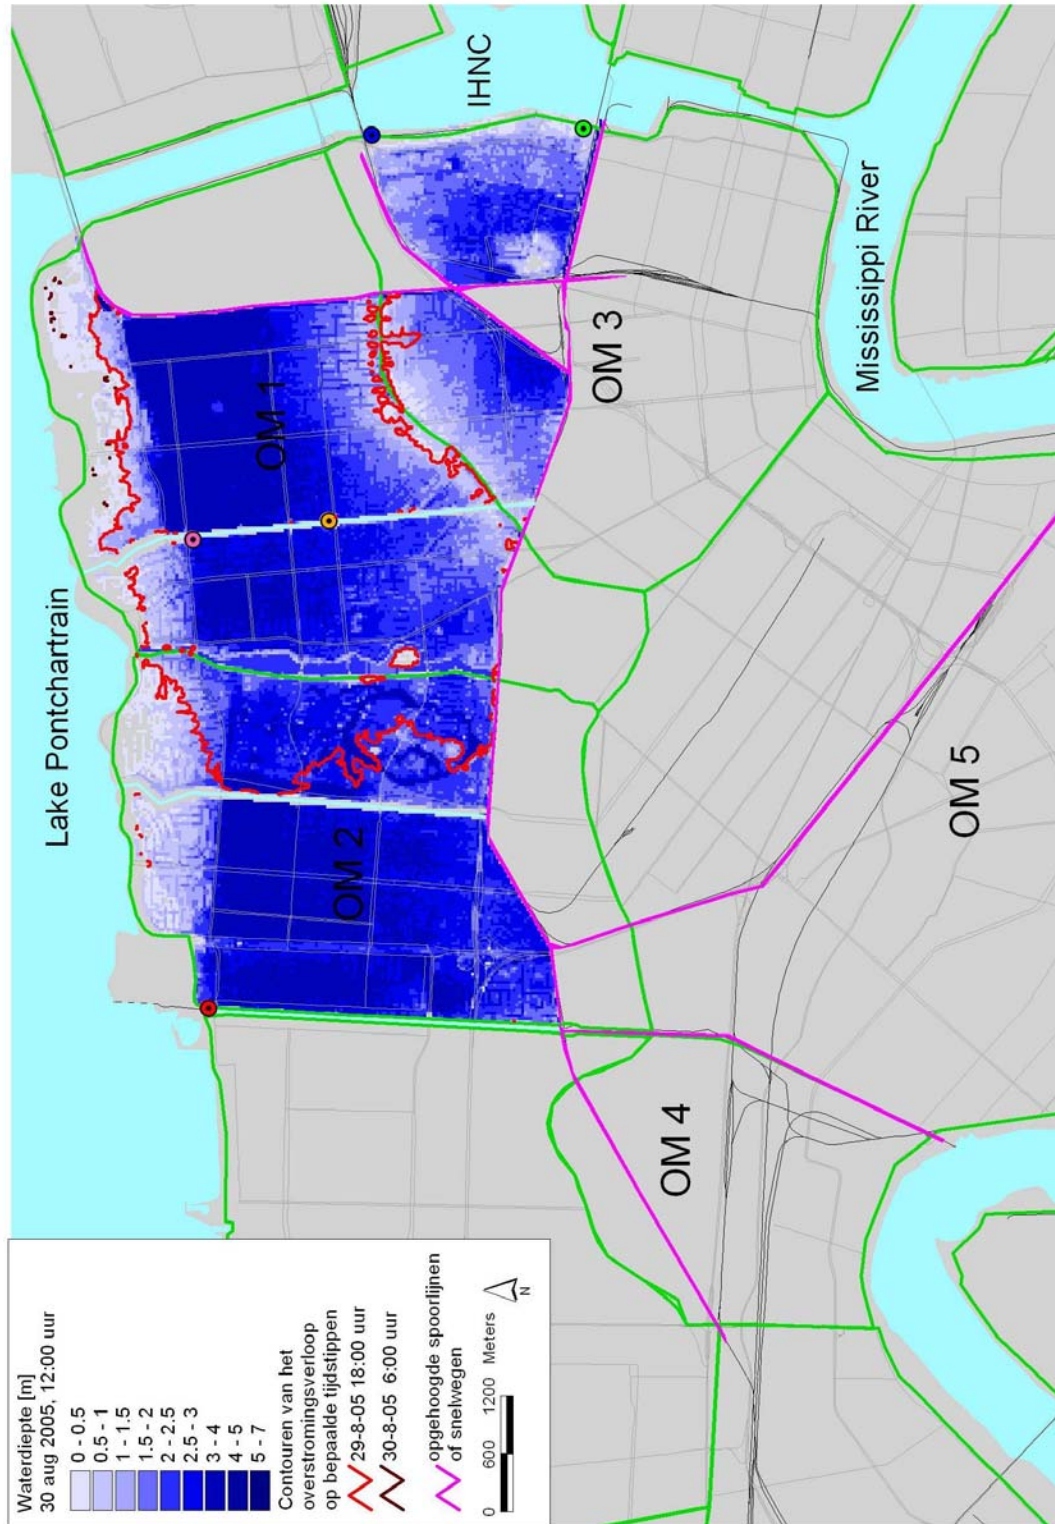 Waterdiepte [m]
30 aug 2005, 12:00 uur
0 - 0.5
0.5 - 1
1 - 1.5
1.5 - 2
2 - 2.5
2.5 - 3
3 - 4
4 - 5
5 - 7
Contouren van het
overstromingsverloop
op bepaalde tijdstippen
29-8-05 18:00 uur
30-8-05 6:00 uur
opgehoogde spoorlijnen
of snelwegen
0 600 1200 Meters
N
Lake Pontchartrain
IHNC
OM 1
OM 2
OM 3
Mississippi River
OM 4
OM 5